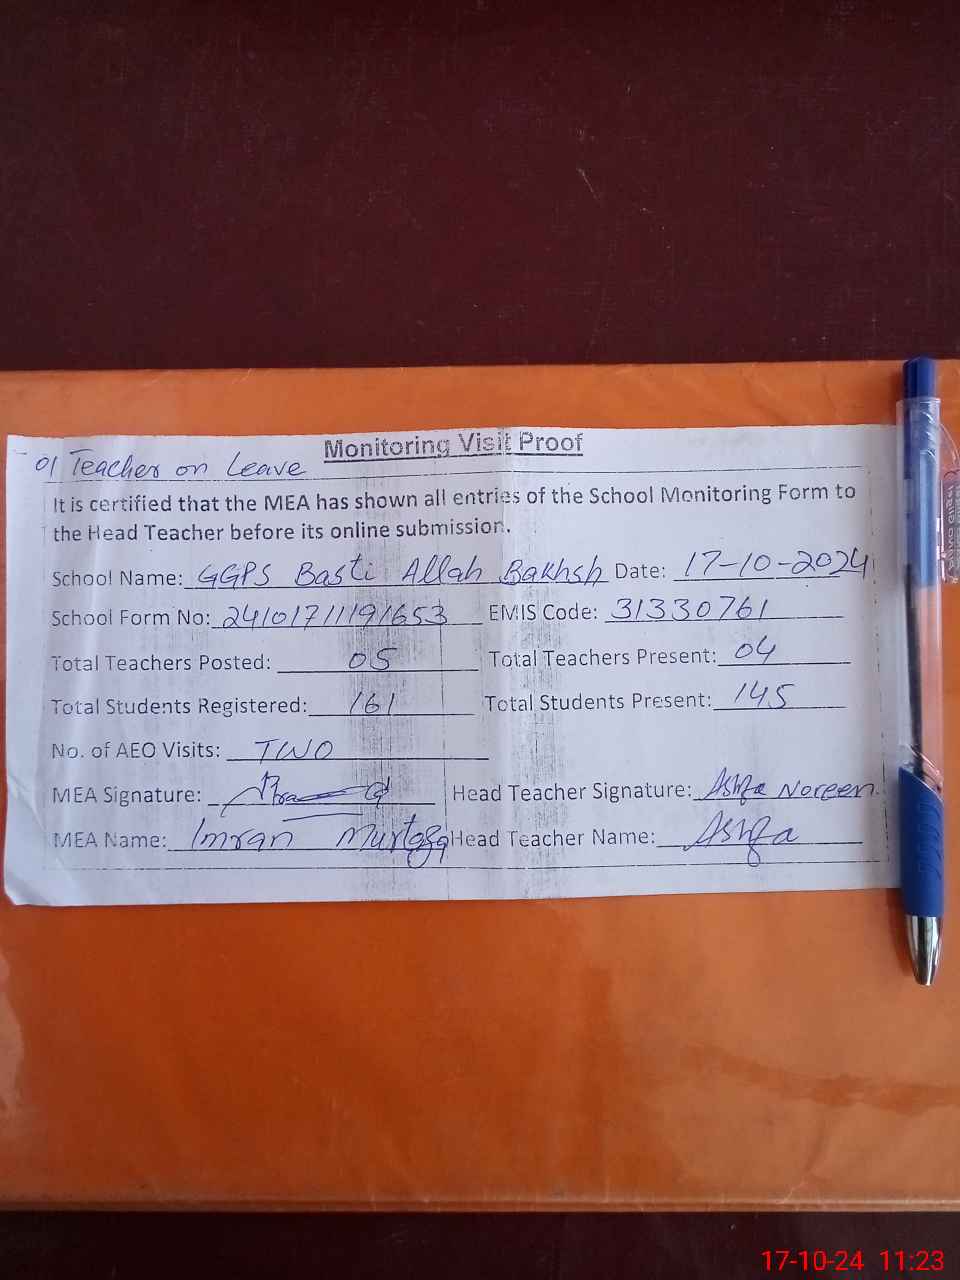 Monitoring Visit Proof
01 Teacher on Leave
It is certified that the MEA has shown all entries of the School Monitoring Form to
the Head Teacher before its online submission.
School Name: GGPS Basti Allah Bakhsh Date: 17-10-2024
School Form No: 24101711191653 EMIS Code: 31330761
Total Teachers Posted: 05 Total Teachers Present: 04
Total Students Registered: 161 Total Students Present: 145
No. of AEO Visits: TWO
MEA Signature: Head Teacher Signature: Noreen.
MEA Name: Imran Murtaza Head Teacher Name:
17-10-24 11:23